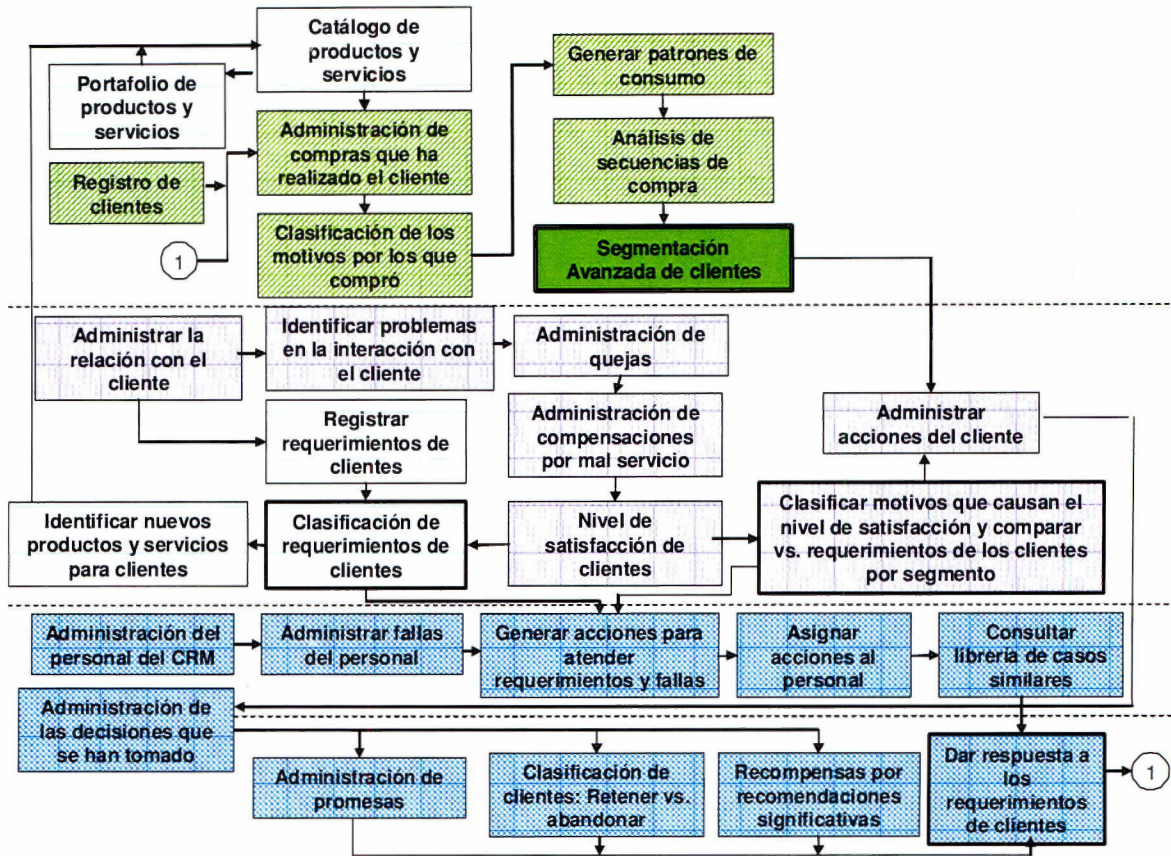 Catálogo de
productos y
servicios
Portafolio de
productos y
servicios
Generar patrones de
consumo
Administración de
compras que ha
realizado el cliente
Análisis de
secuencias de
compra
Registro de
clientes
1
Clasificación de los
motivos por los que
compró
Segmentación
Avanzada de clientes
Administrar la
relación con el
cliente
Identificar problemas
en la interacción con
el cliente
Administración de
quejas
Registrar
requerimientos de
clientes
Administración de
compensaciones
por mal servicio
Administrar
acciones del cliente
Identificar nuevos
productos y servicios
para clientes
Clasificación de
requerimientos de
clientes
Nivel de
satisfacción de
clientes
Clasificar motivos que causan el
nivel de satisfacción y comparar
vs. requerimientos de los clientes
por segmento
Administración del
personal del CRM
Administrar fallas
del personal
Generar acciones para
atender
requerimientos y fallas
Asignar
acciones al
personal
Consultar
librería de casos
similares
Administración de
las decisiones que
se han tomado
Administración de
promesas
Clasificación de
clientes: Retener vs.
abandonar
Recompensas por
recomendaciones
significativas
Dar respuesta a
los
requerimientos
de clientes
1